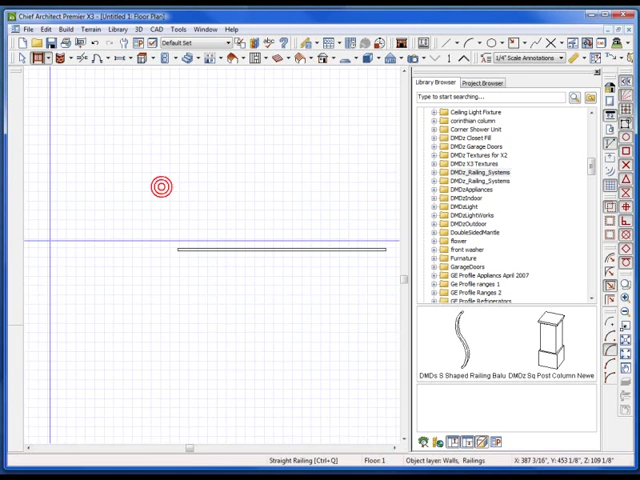 Chief Architect Premier X3 - [Untitled 1: Floor Plan]
File Edit Build Terrain Library 3D CAD Tools Window Help
Default Set
1/4" Scale Annotations
Library Browser Project Browser
Type to start searching...
Ceiling Light Fixture
corinthian column
Corner Shower Unit
DMDz Closet Fill
DMDz Garage Doors
DMDz Textures for X2
DMDz X3 Textures
DMDz_Railing_Systems
DMDz_Railing_Systems
DMDzAppliances
DMDzIndoor
DMDzLight
DMDzLightWorks
DMDzOutdoor
DoubleSidedMantle
flower
front washer
Furnature
GarageDoors
GE Profile Appliancs April 2007
Ge Profile ranges 1
GE Profile Ranges 2
GE Profile Refrigerators
DMDs S Shaped Railing Balu DMDz Sq Post Column Newe
Straight Railing [Ctrl+Q] Floor: 1 Object layer: Walls, Railings X: 387 3/16", Y: 453 1/8"